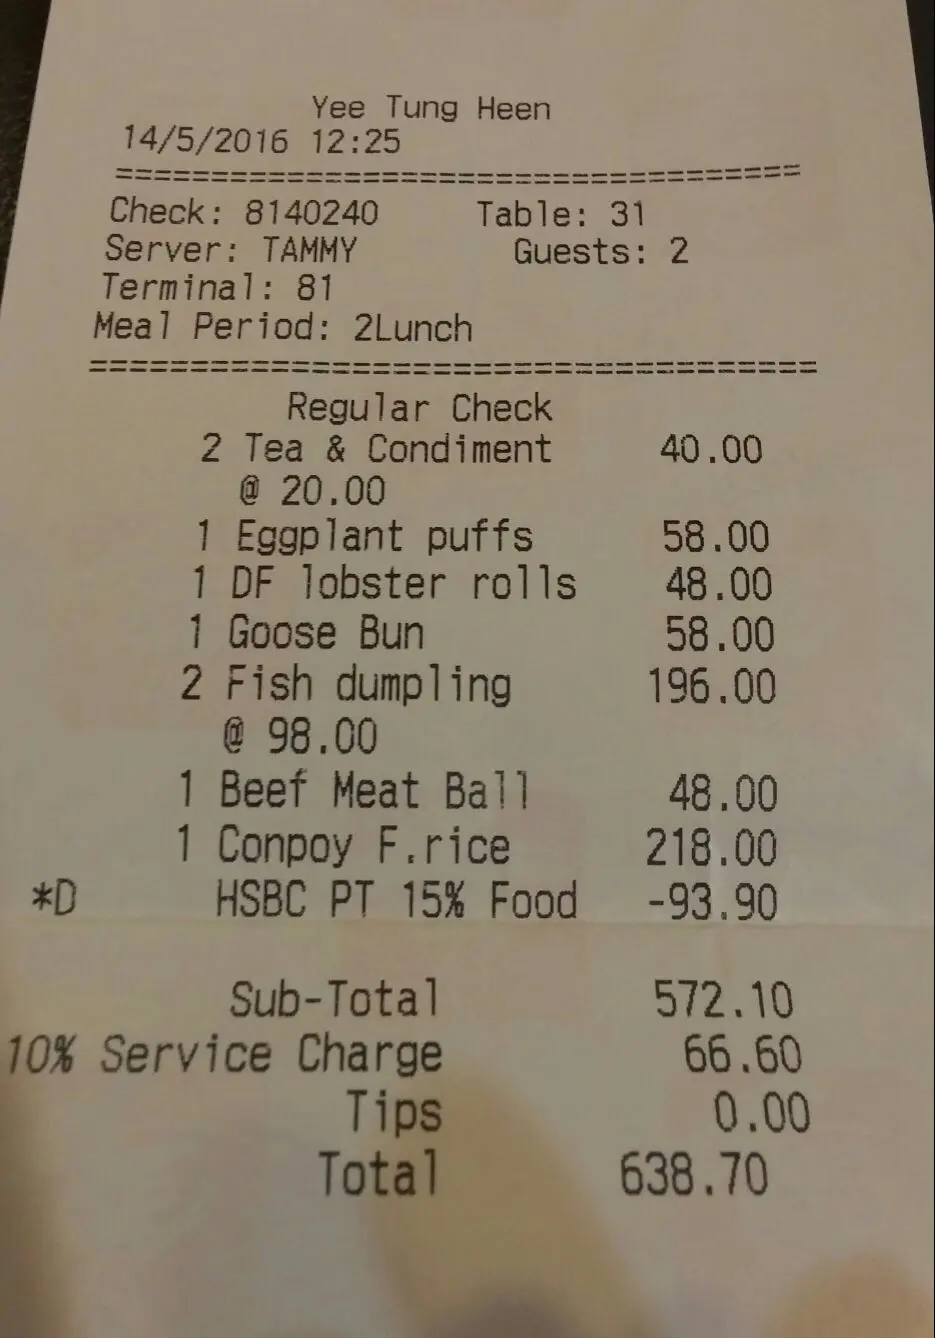 Yee Tung Heen
14/5/2016 12:25
===================================
Check: 8140240 Table: 31
Server: TAMMY Guests: 2
Terminal: 81
Meal Period: 2Lunch
===================================
Regular Check
2 Tea & Condiment 40.00
@ 20.00
1 Eggplant puffs 58.00
1 DF lobster rolls 48.00
1 Goose Bun 58.00
2 Fish dumpling 196.00
@ 98.00
1 Beef Meat Ball 48.00
1 Conpoy F.rice 218.00
*D HSBC PT 15% Food -93.90
Sub-Total 572.10
10% Service Charge 66.60
Tips 0.00
Total 638.70